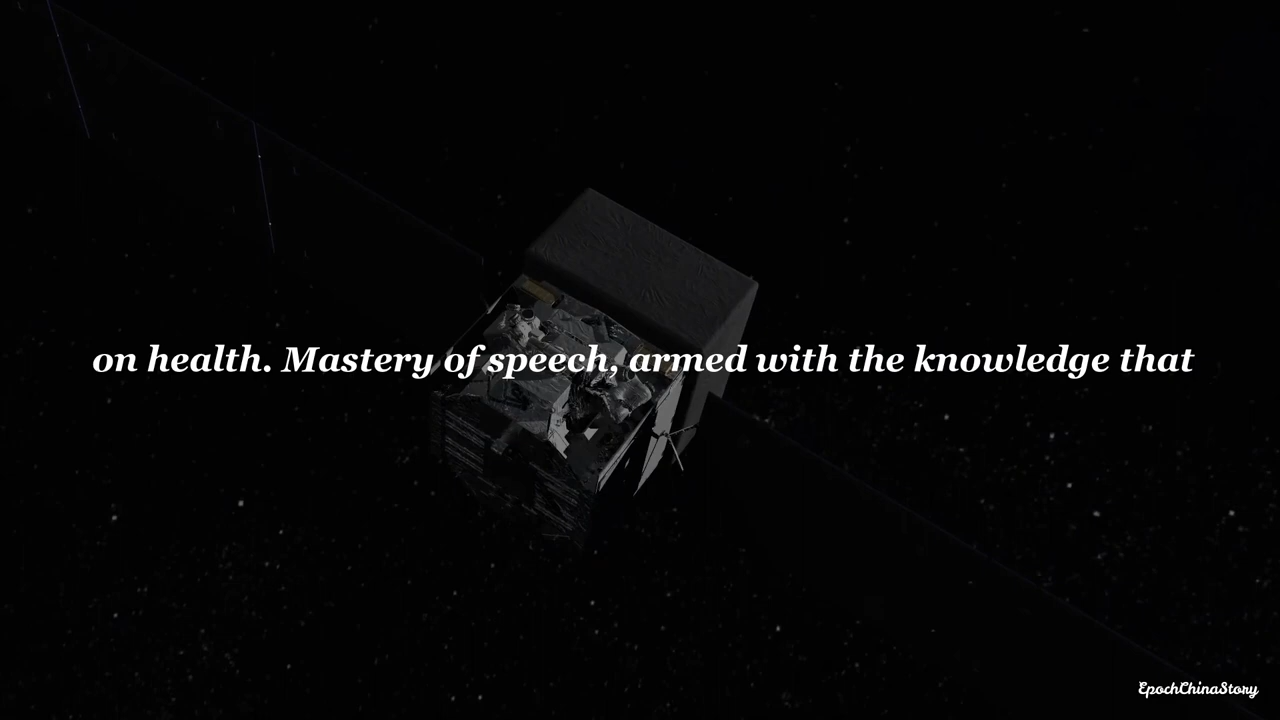 on health. Mastery of speech, armed with the knowledge that
EpochChinaStory